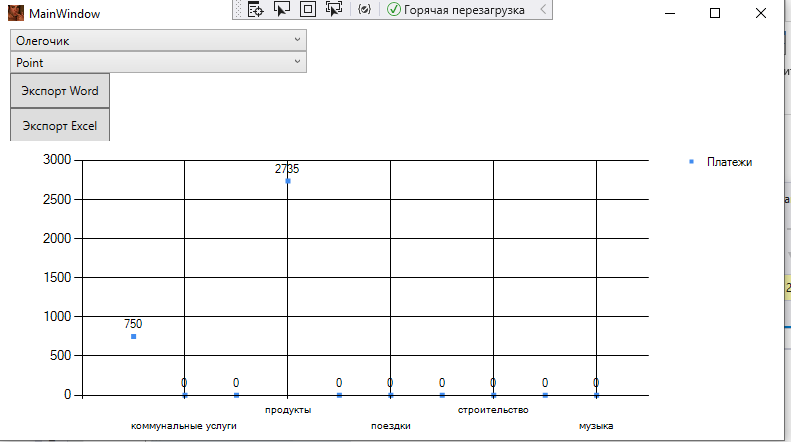 MainWindow
Горячая перезагрузка
Олегочик
Point
Экспорт Word
Экспорт Excel
3000
2735
Платежи
2500
2000
1500
1000
750
500
0 0 0 0 0 0 0 0
0
продукты строительство
коммунальные услуги поездки музыка